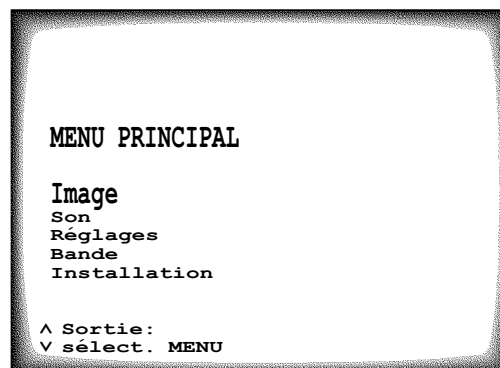 MENU PRINCIPAL
Image
Son
Réglages
Bande
Installation
∧ Sortie:
∨ sélect. MENU